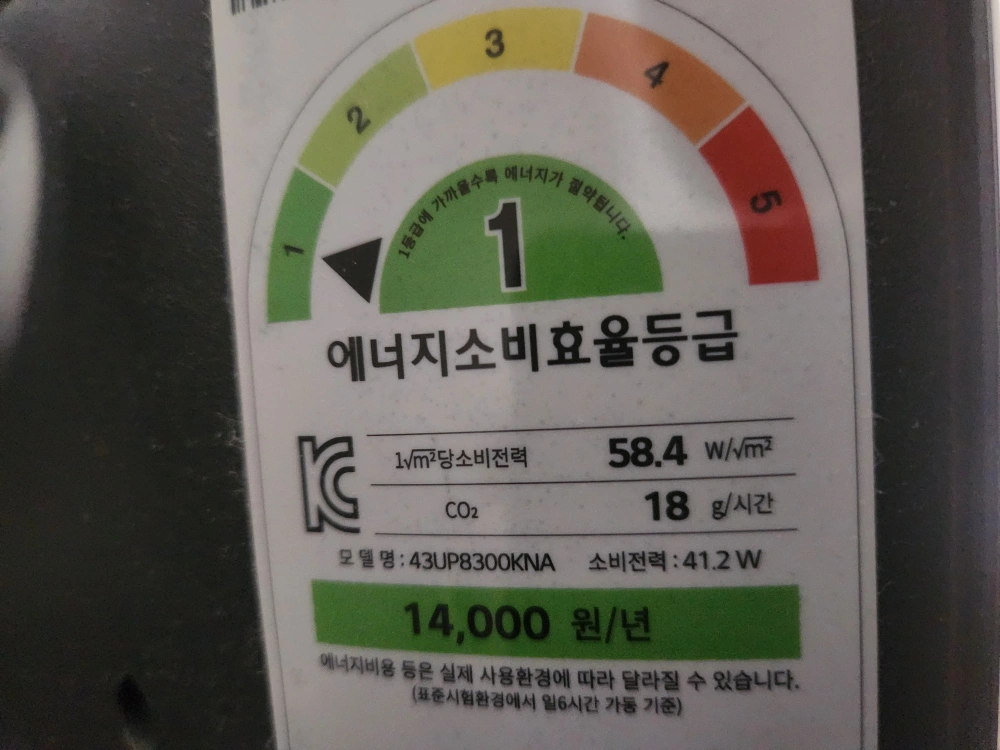 1 2 3 4 5
1등급에 가까울수록 에너지가 절약됩니다.
1
에너지소비효율등급
1√m²당소비전력 58.4 W/√m²
CO₂ 18 g/시간
모델명 : 43UP8300KNA 소비전력 : 41.2 W
14,000 원/년
에너지비용 등은 실제 사용환경에 따라 달라질 수 있습니다.
(표준시험환경에서 일6시간 가동 기준)